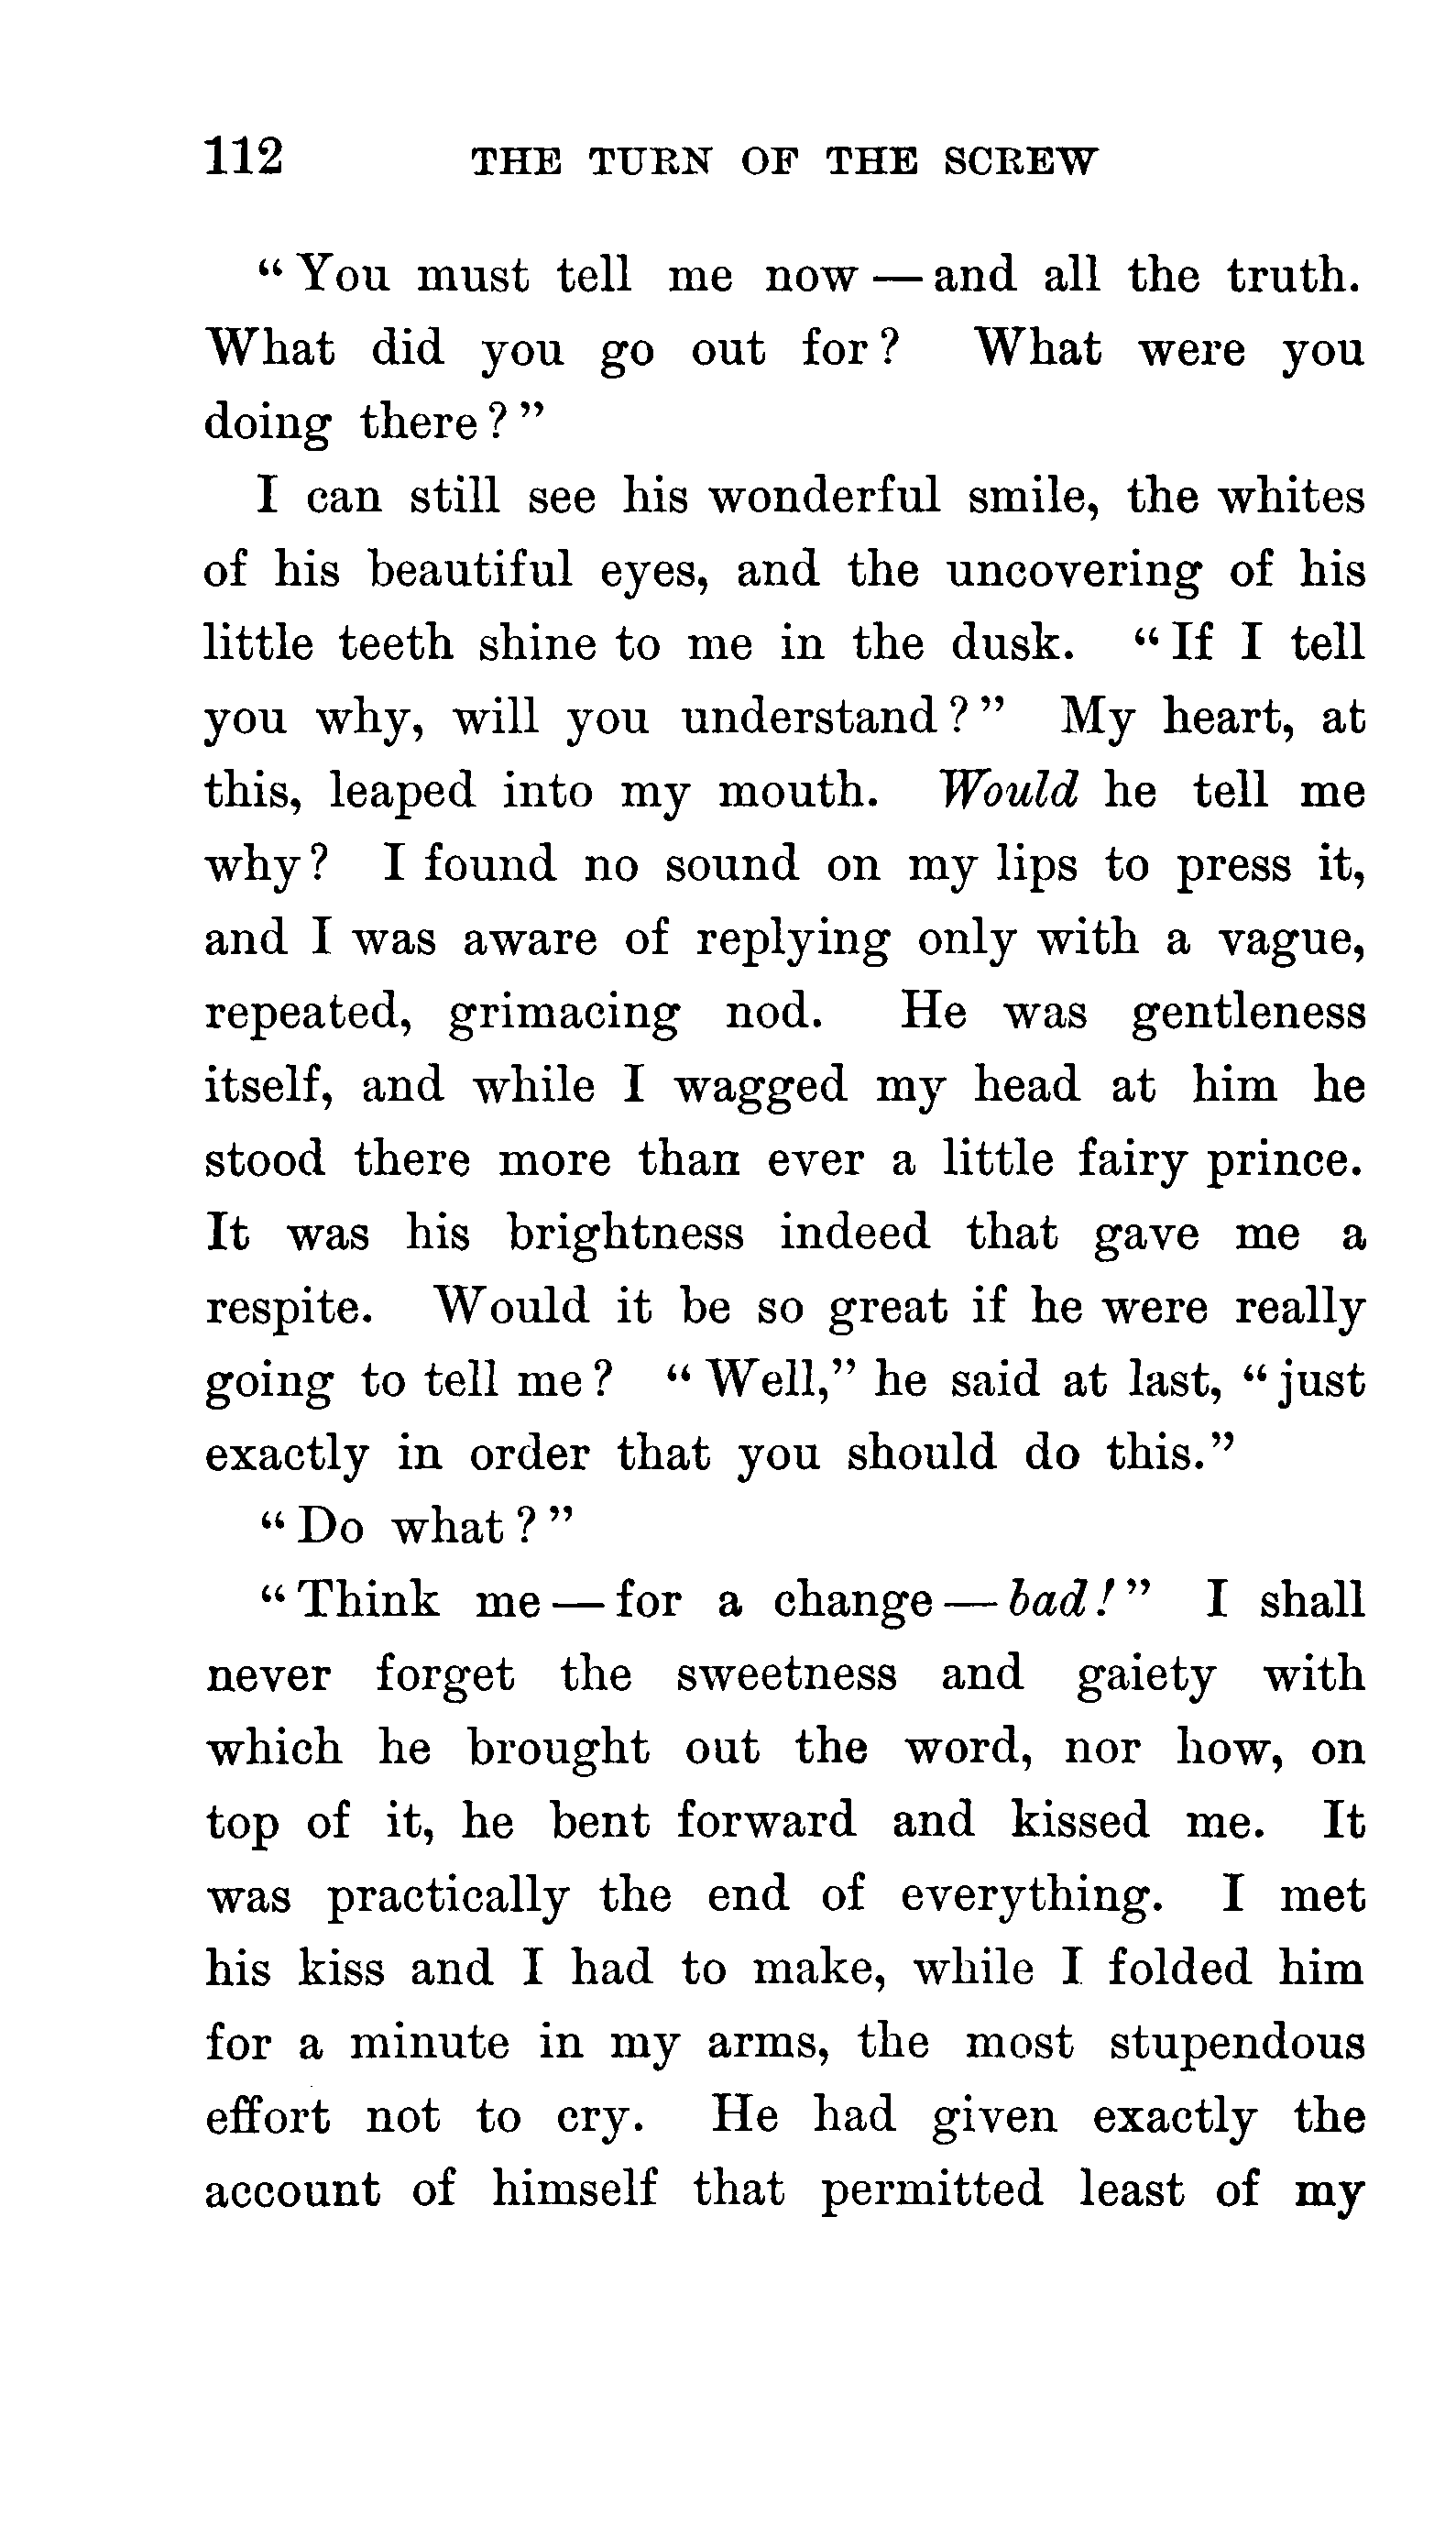 112 THE TURN OF THE SCREW
“You must tell me now—and all the truth.
What did you go out for? What were you
doing there?”
I can still see his wonderful smile, the whites
of his beautiful eyes, and the uncovering of his
little teeth shine to me in the dusk. “If I tell
you why, will you understand?” My heart, at
this, leaped into my mouth. Would he tell me
why? I found no sound on my lips to press it,
and I was aware of replying only with a vague,
repeated, grimacing nod. He was gentleness
itself, and while I wagged my head at him he
stood there more than ever a little fairy prince.
It was his brightness indeed that gave me a
respite. Would it be so great if he were really
going to tell me? “Well,” he said at last, “just
exactly in order that you should do this.”
“Do what?”
“Think me—for a change—bad!” I shall
never forget the sweetness and gaiety with
which he brought out the word, nor how, on
top of it, he bent forward and kissed me. It
was practically the end of everything. I met
his kiss and I had to make, while I folded him
for a minute in my arms, the most stupendous
effort not to cry. He had given exactly the
account of himself that permitted least of my